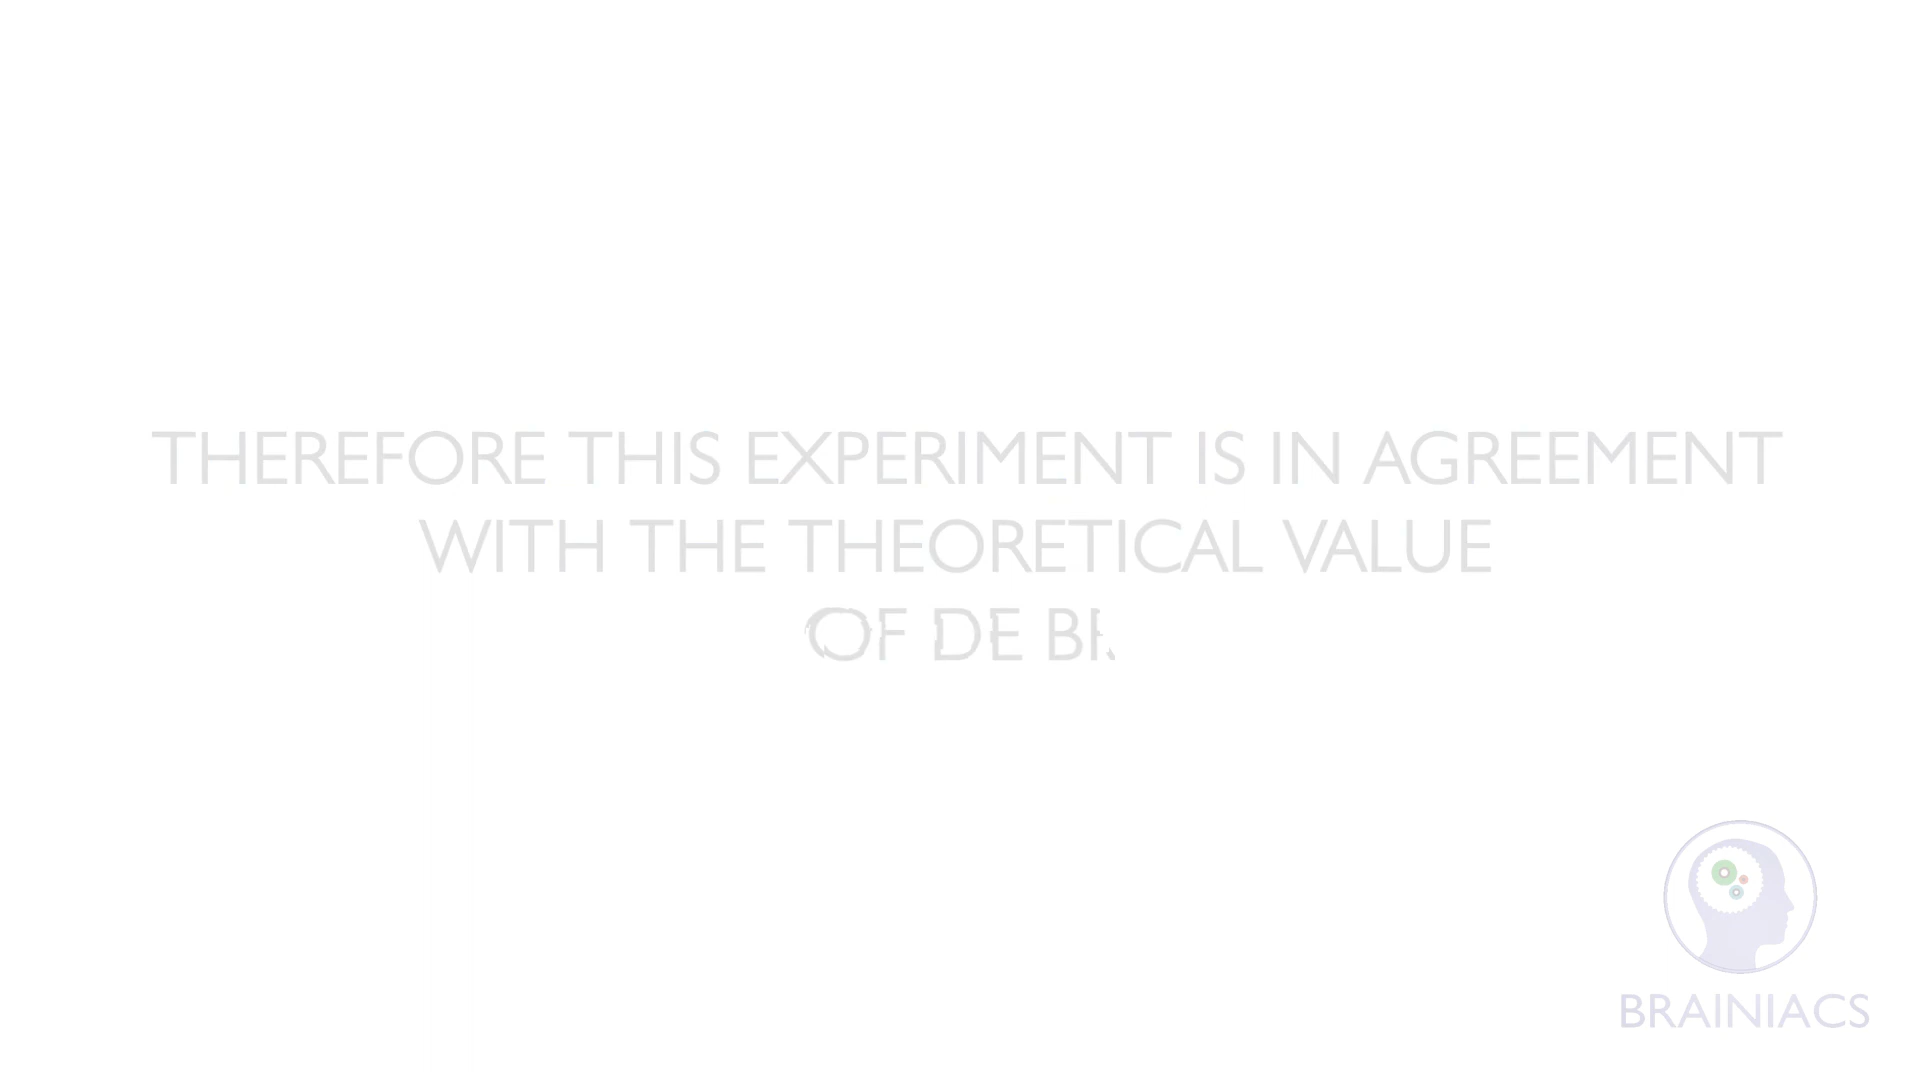 THEREFORE THIS EXPERIMENT IS IN AGREEMENT
WITH THE THEORETICAL VALUE
OF DE
BRAINIACS